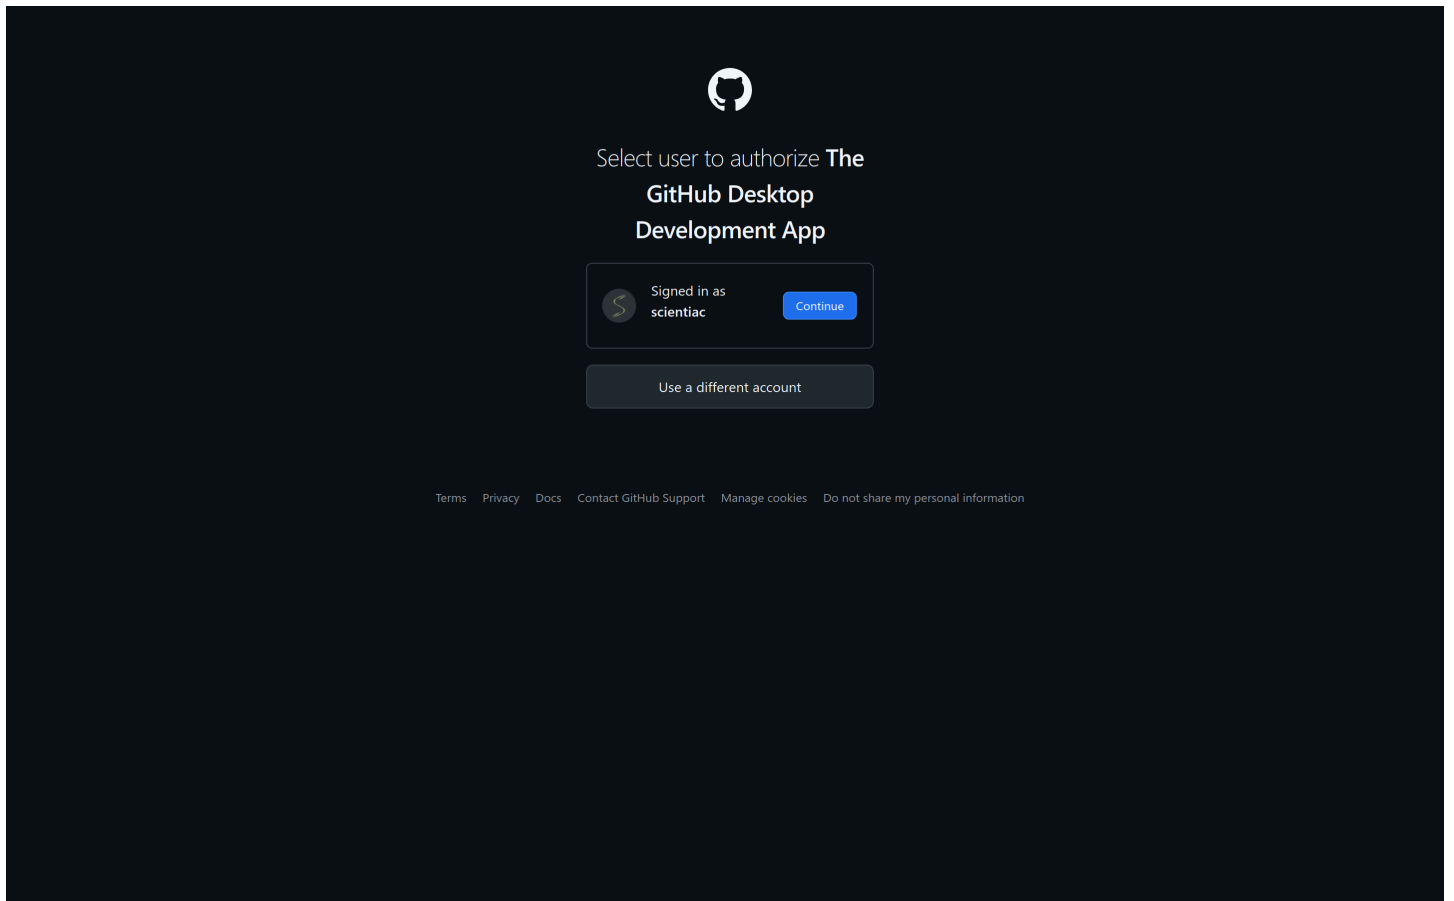 Select user to authorize The
GitHub Desktop
Development App
Signed in as
scientiac
Continue
Use a different account
Terms Privacy Docs Contact GitHub Support Manage cookies Do not share my personal information